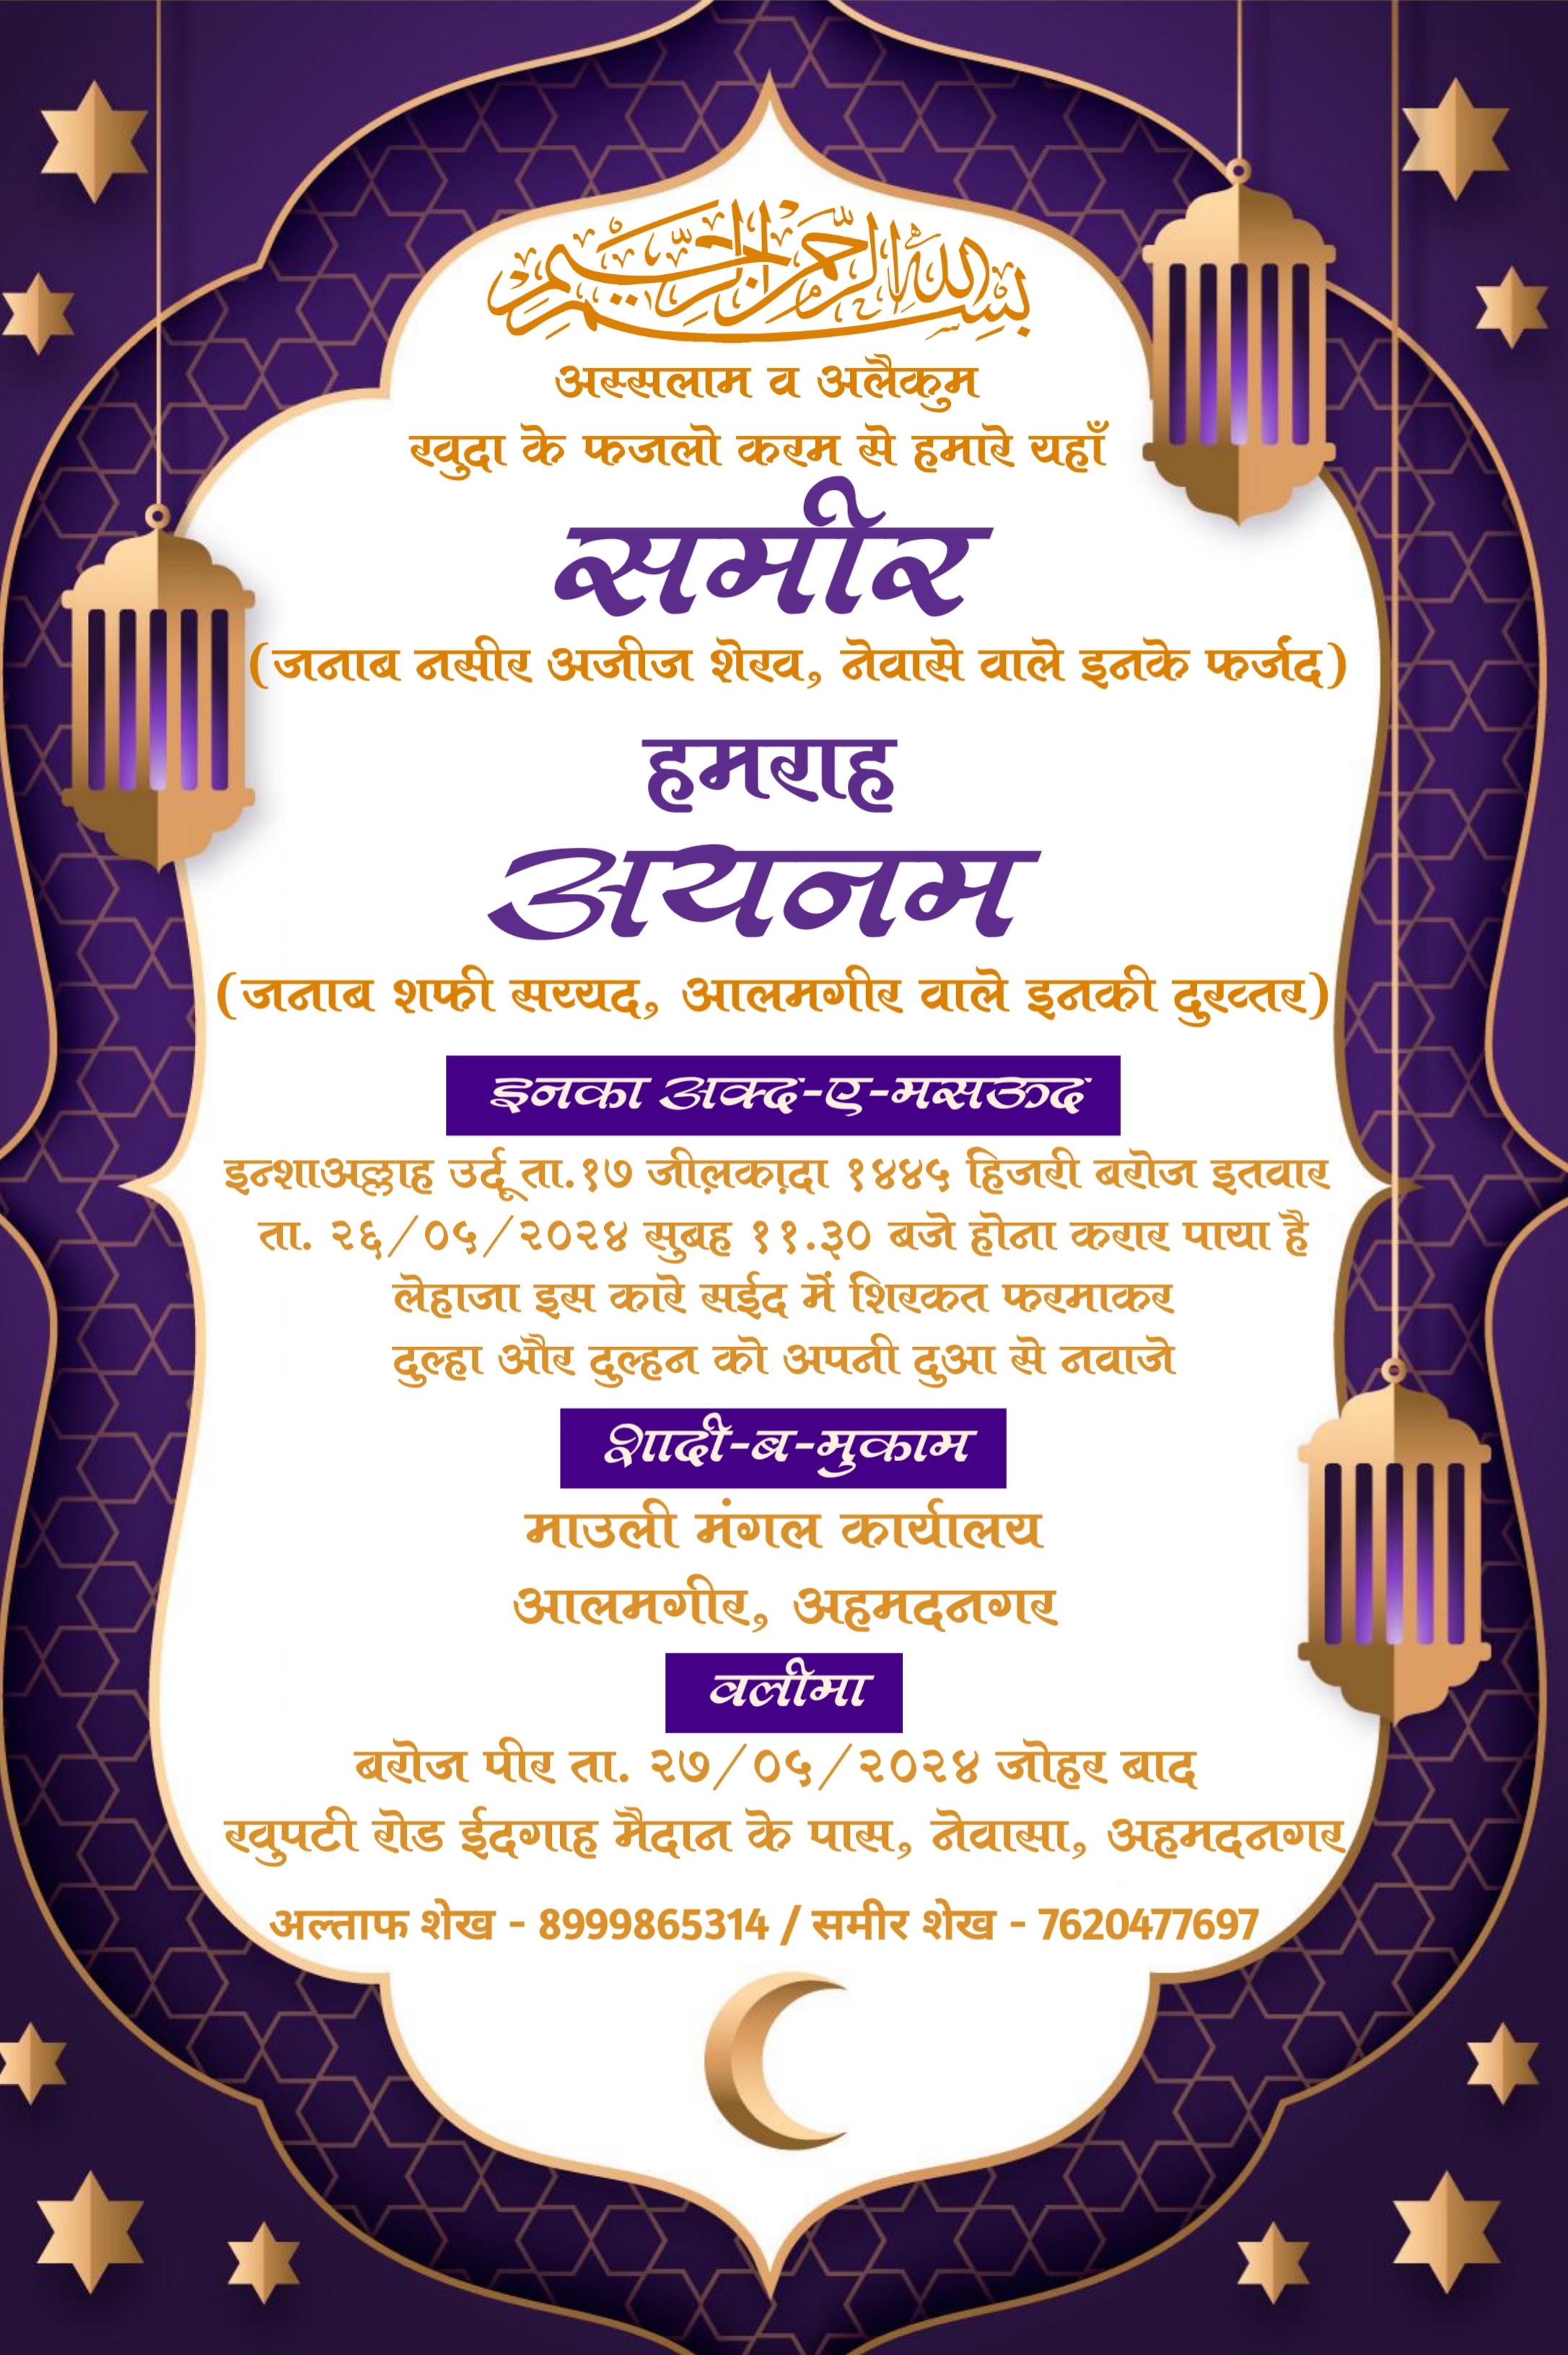 بسم الله الرحمن الرحيم
अस्सलाम व अलैकुम
खुदा के फजलो करम से हमारे यहाँ
समीर
(जनाब नसीर अजीज शेख, नेवासे वाले इनके फर्जद)
हमराह
अयनम
(जनाब शफी सय्यद, आलमगीर वाले इनकी दुख्तर)
इनका अक्द-ए-मसऊद
इन्शाअल्लाह उर्दू ता.१७ जील़काद़ा १४४५ हिजरी बरोज इतवार
ता. २६/०५/२०२४ सुबह ११.३० बजे होना करार पाया है
लेहाजा इस कारे सईद में शिरकत फरमाकर
दुल्हा और दुल्हन को अपनी दुआ से नवाजे
शादी-ब-मुकाम
माउली मंगल कार्यालय
आलमगीर, अहमदनगर
वलीमा
बरोज पीर ता. २७/०५/२०२४ जोहर बाद
खुपटी रोड ईदगाह मैदान के पास, नेवासा, अहमदनगर
अल्ताफ शेख - 8999865314 / समीर शेख - 7620477697